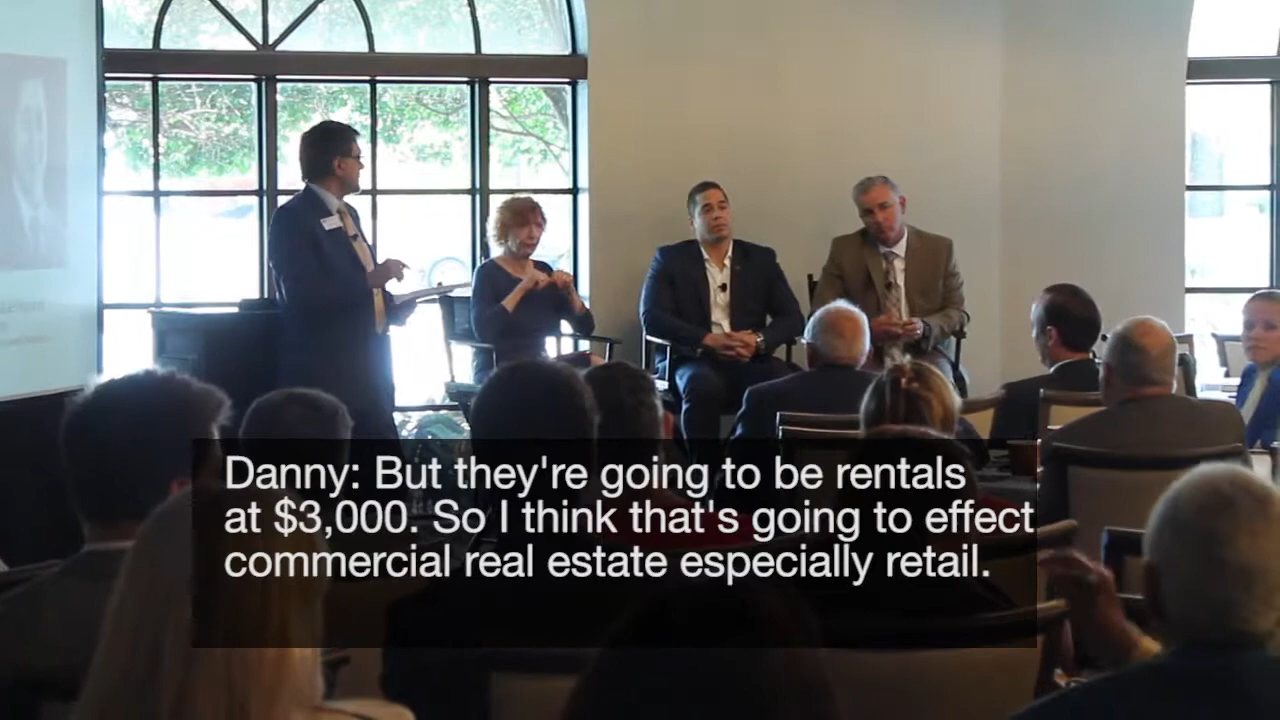 Danny: But they're going to be rentals
at $3,000. So I think that's going to effect
commercial real estate especially retail.